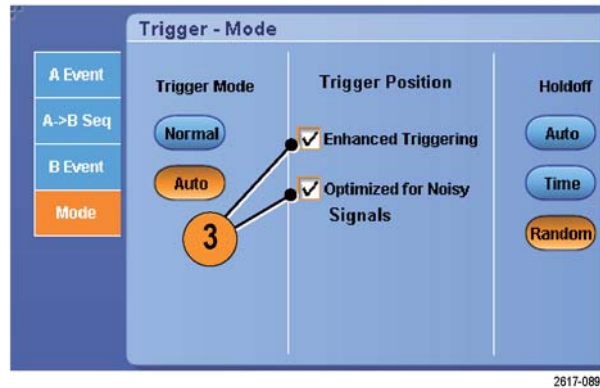 Trigger - Mode
A Event
A->B Seq
B Event
Mode
Trigger Mode
Normal
Auto
3
Trigger Position
Enhanced Triggering
Optimized for Noisy
Signals
Holdoff
Auto
Time
Random
2617-089